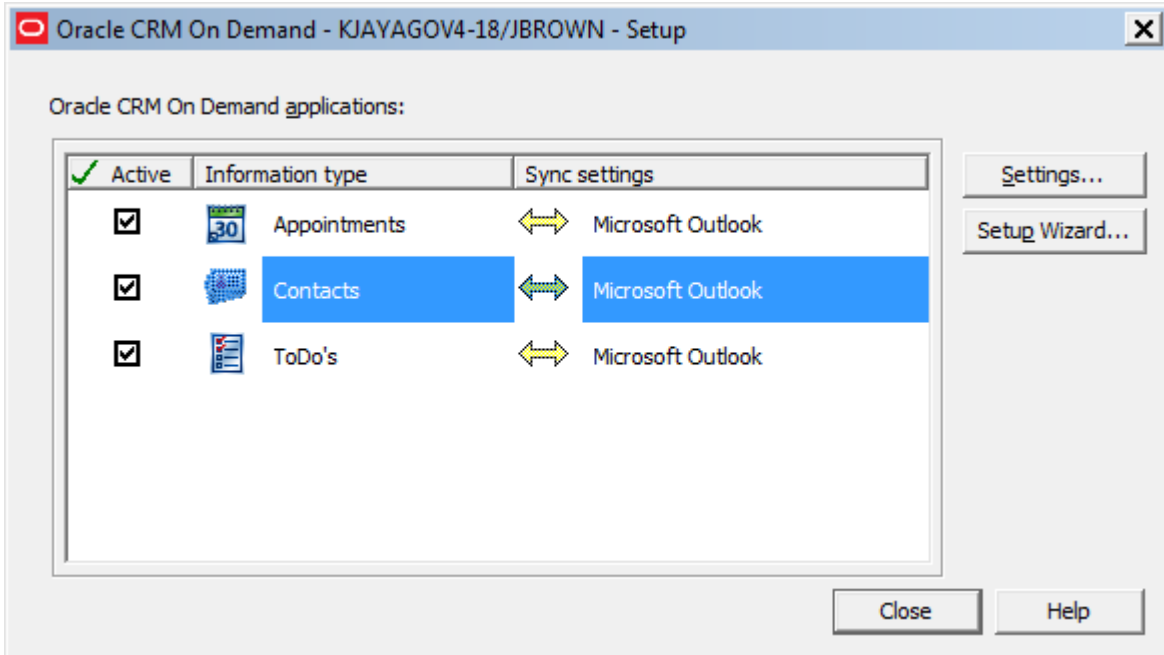 Oracle CRM On Demand - KJAYAGOV4-18/JBROWN - Setup
Oracle CRM On Demand applications:
Active Information type Sync settings
30 Appointments Microsoft Outlook
Contacts Microsoft Outlook
ToDo's Microsoft Outlook
Settings...
Setup Wizard...
Close Help